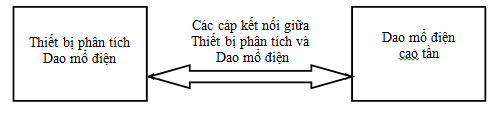 Thiết bị phân tích
Dao mổ điện
Các cáp kết nối giữa
Thiết bị phân tích và
Dao mổ điện
Dao mổ điện
cao tần